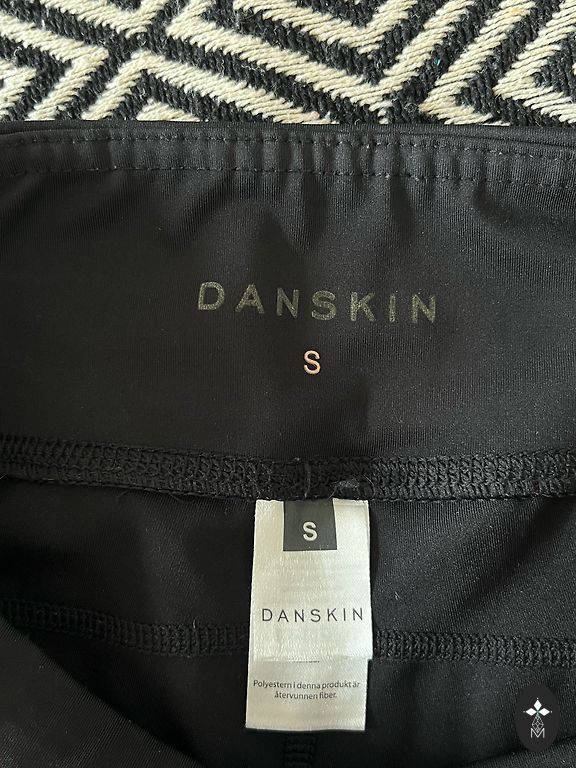 DANSKIN
S
S
DANSKIN
Polyestern i denna produkt är
återvunnen fiber.